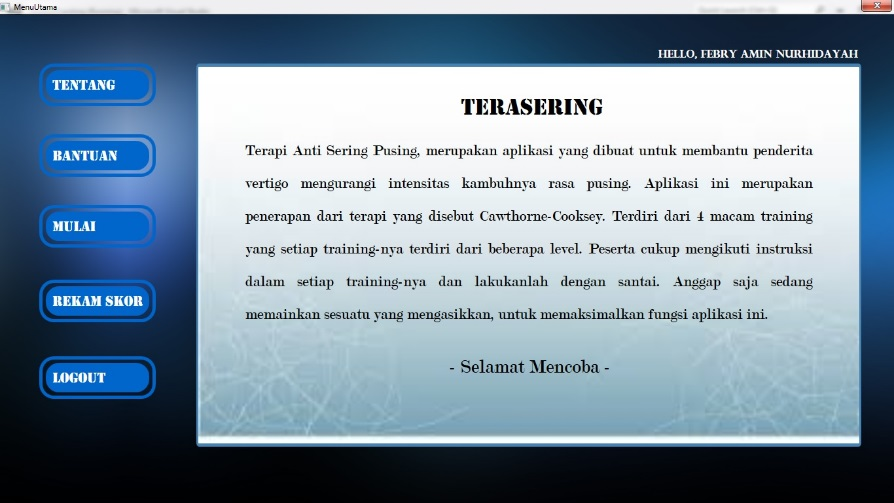 MenuUtama
HELLO, FEBRY AMIN NURHIDAYAH
TENTANG
BANTUAN
MULAI
REKAM SKOR
LOGOUT
TERASERING
Terapi Anti Sering Pusing, merupakan aplikasi yang dibuat untuk membantu penderita
vertigo mengurangi intensitas kambuhnya rasa pusing. Aplikasi ini merupakan
penerapan dari terapi yang disebut Cawthorne-Cooksey. Terdiri dari 4 macam training
yang setiap training-nya terdiri dari beberapa level. Peserta cukup mengikuti instruksi
dalam setiap training-nya dan lakukanlah dengan santai. Anggap saja sedang
memainkan sesuatu yang mengasikkan, untuk memaksimalkan fungsi aplikasi ini.
- Selamat Mencoba -